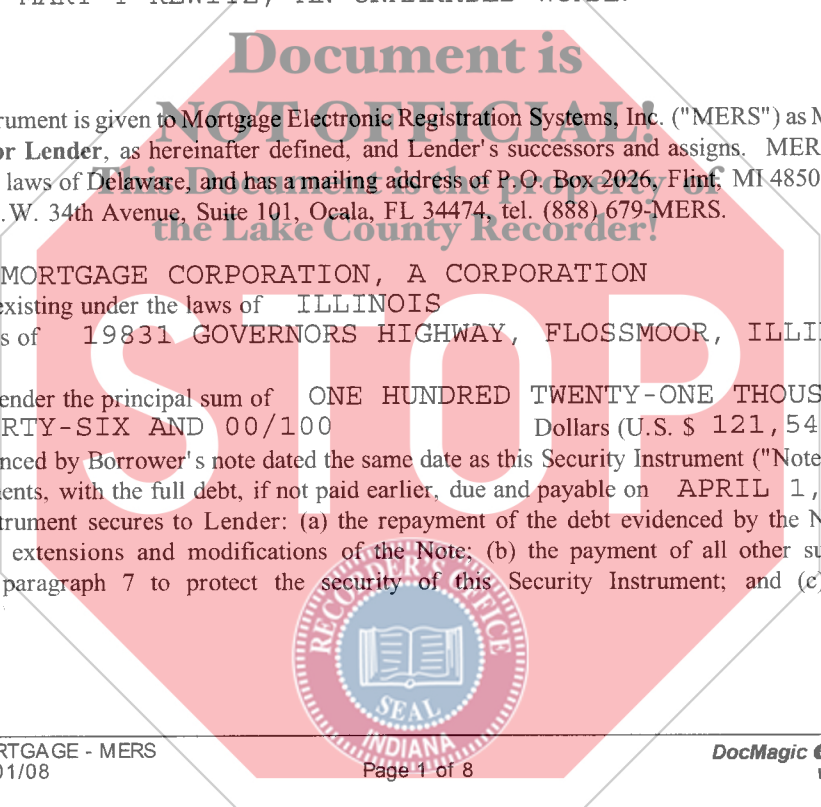 Document is
NOT OFFICIAL!
This Document is the property
the Lake County Recorder!
STOP
rument is given to Mortgage Electronic Registration Systems, Inc. ("MERS") as M
or Lender, as hereinafter defined, and Lender's successors and assigns. MER
laws of Delaware, and has a mailing address of P.O. Box 2026, Flint, MI 4850
.W. 34th Avenue, Suite 101, Ocala, FL 34474, tel. (888) 679-MERS.
MORTGAGE CORPORATION, A CORPORATION
existing under the laws of ILLINOIS
s of 19831 GOVERNORS HIGHWAY, FLOSSMOOR, ILLI
ender the principal sum of ONE HUNDRED TWENTY-ONE THOUS
RTY-SIX AND 00/100 Dollars (U.S. $ 121,54
nced by Borrower's note dated the same date as this Security Instrument ("Note
ents, with the full debt, if not paid earlier, due and payable on APRIL 1,
trument secures to Lender: (a) the repayment of the debt evidenced by the N
extensions and modifications of the Note; (b) the payment of all other su
paragraph 7 to protect the security of this Security Instrument; and (c)
RECORDER'S OFFICE
SEAL
INDIANA
RTGAGE - MERS
01/08
Page 1 of 8
DocMagic